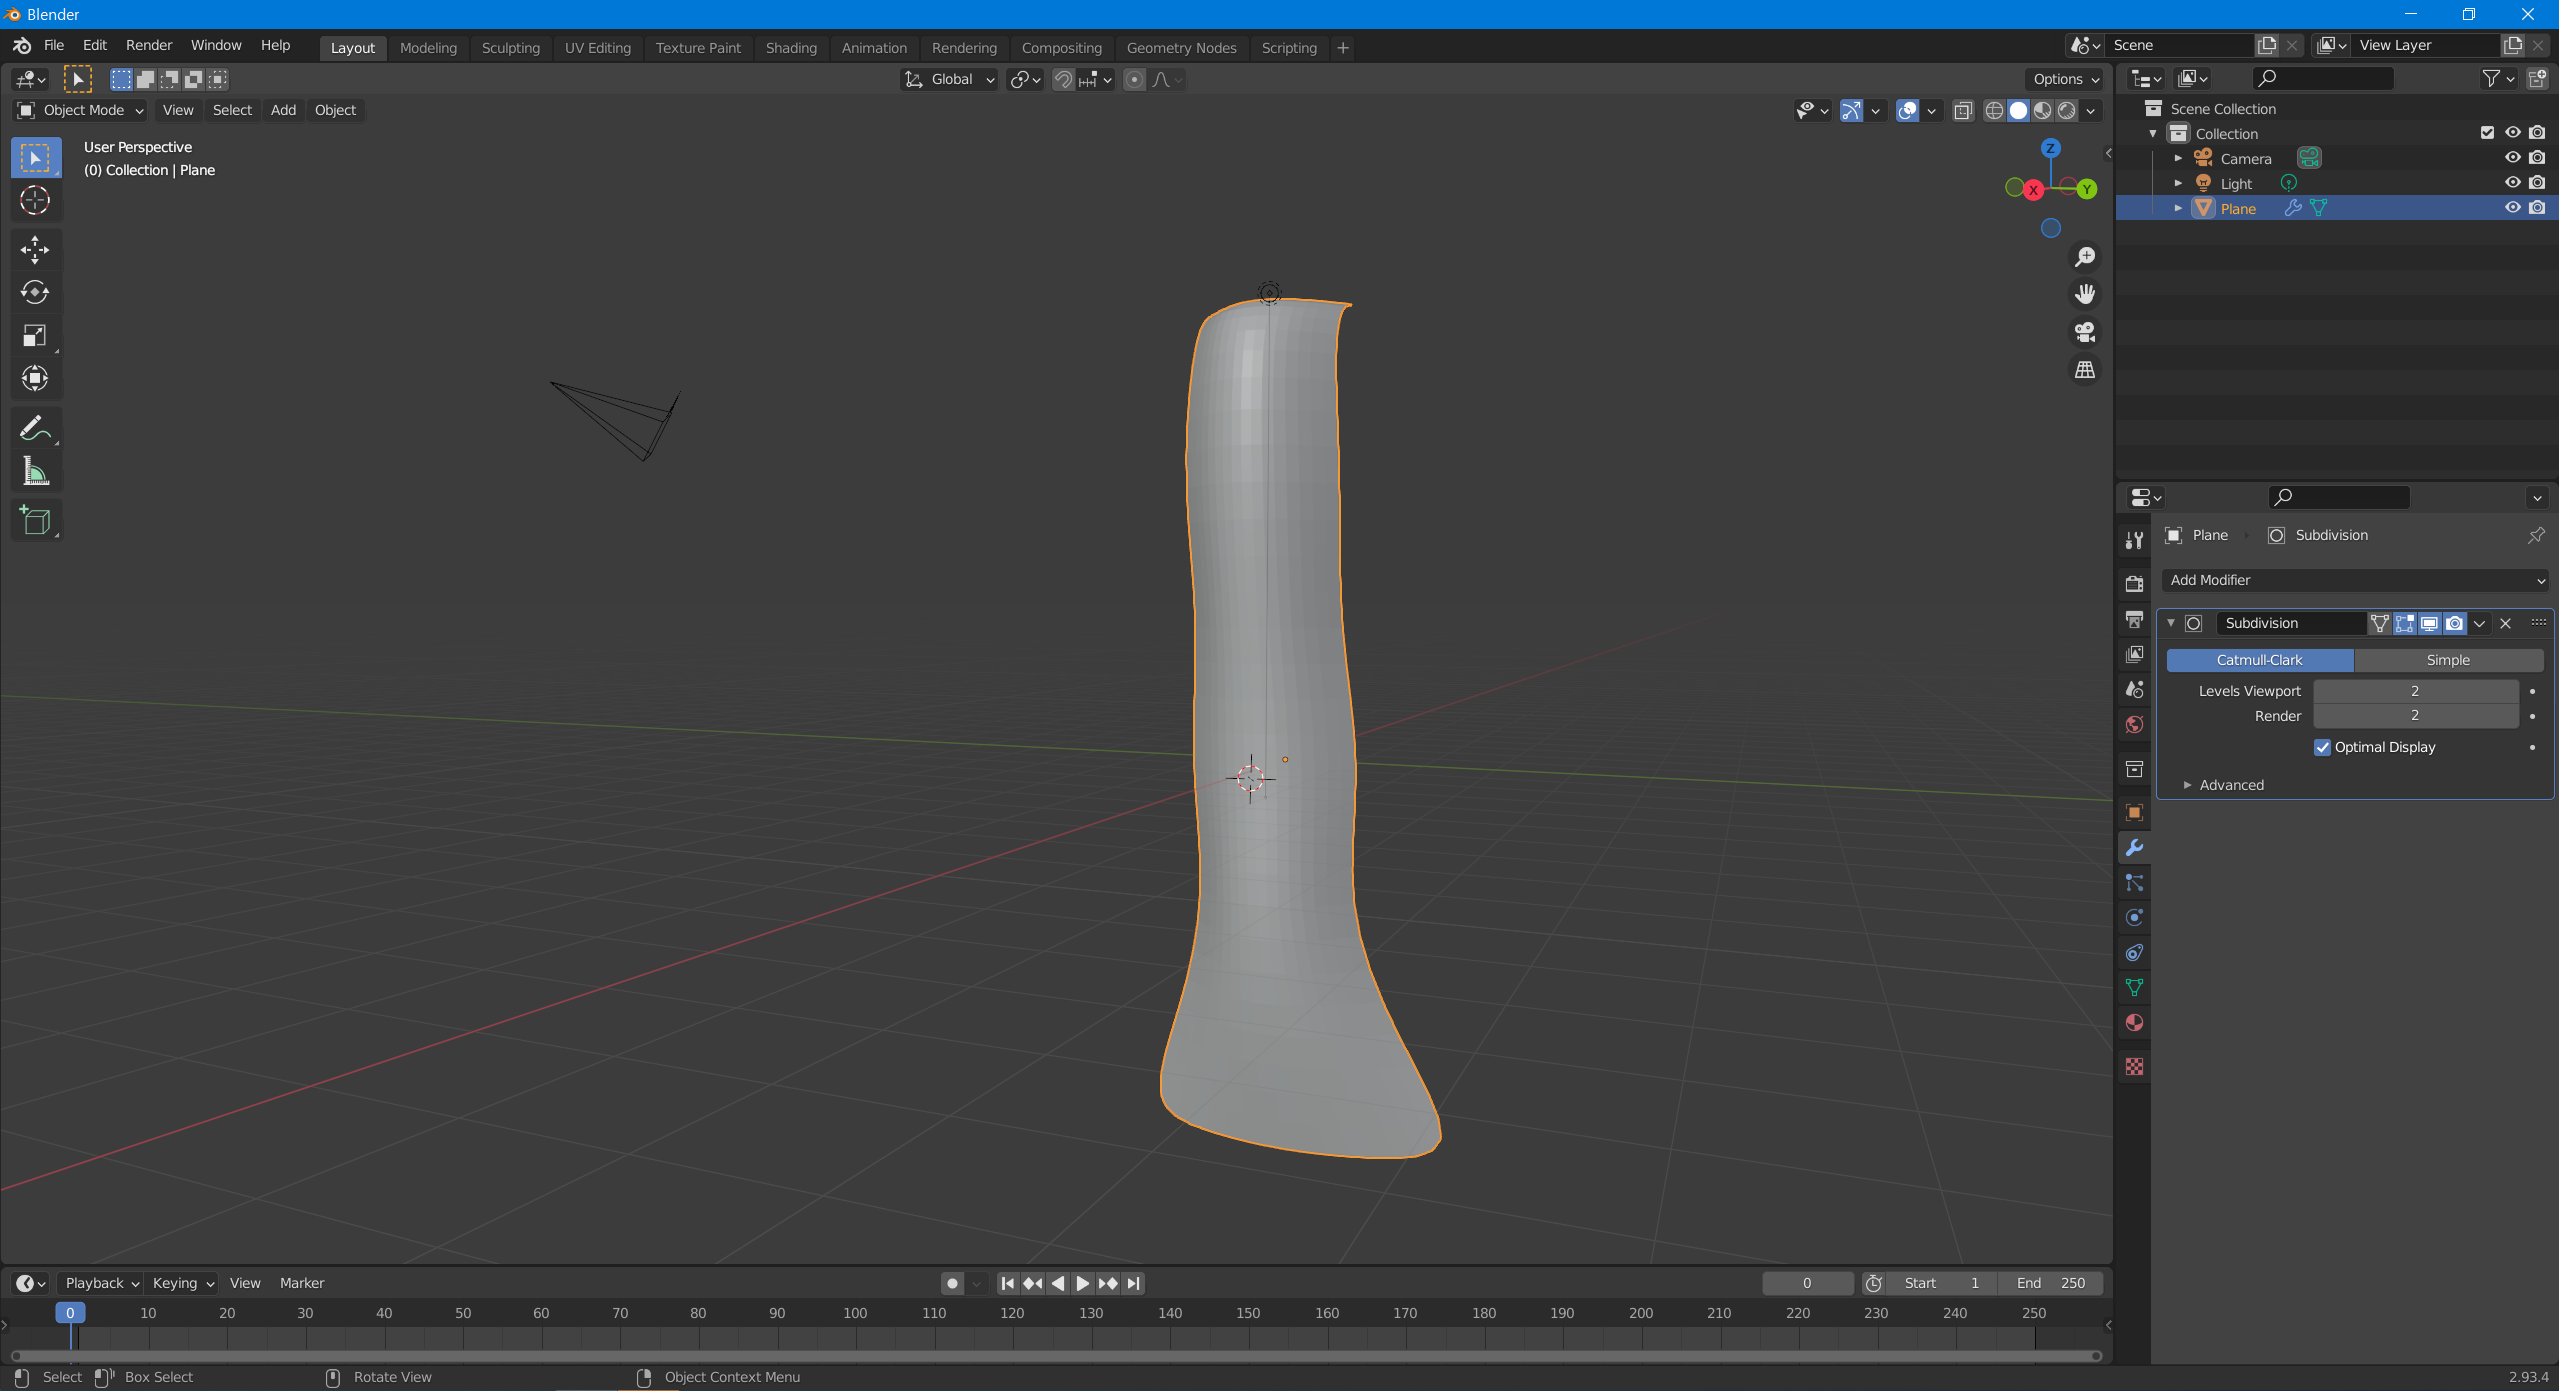 Blender
File Edit Render Window Help Layout Modeling Sculpting UV Editing Texture Paint Shading Animation Rendering Compositing Geometry Nodes Scripting + Scene View Layer
Global Options
Object Mode View Select Add Object
User Perspective
(0) Collection | Plane
Z
X Y
Scene Collection
Collection
Camera
Light
Plane
Plane Subdivision
Add Modifier
Subdivision
Catmull-Clark Simple
Levels Viewport 2
Render 2
Optimal Display
Advanced
Playback Keying View Marker 0 Start 1 End 250
0 10 20 30 40 50 60 70 80 90 100 110 120 130 140 150 160 170 180 190 200 210 220 230 240 250
Select Box Select Rotate View Object Context Menu 2.93.4